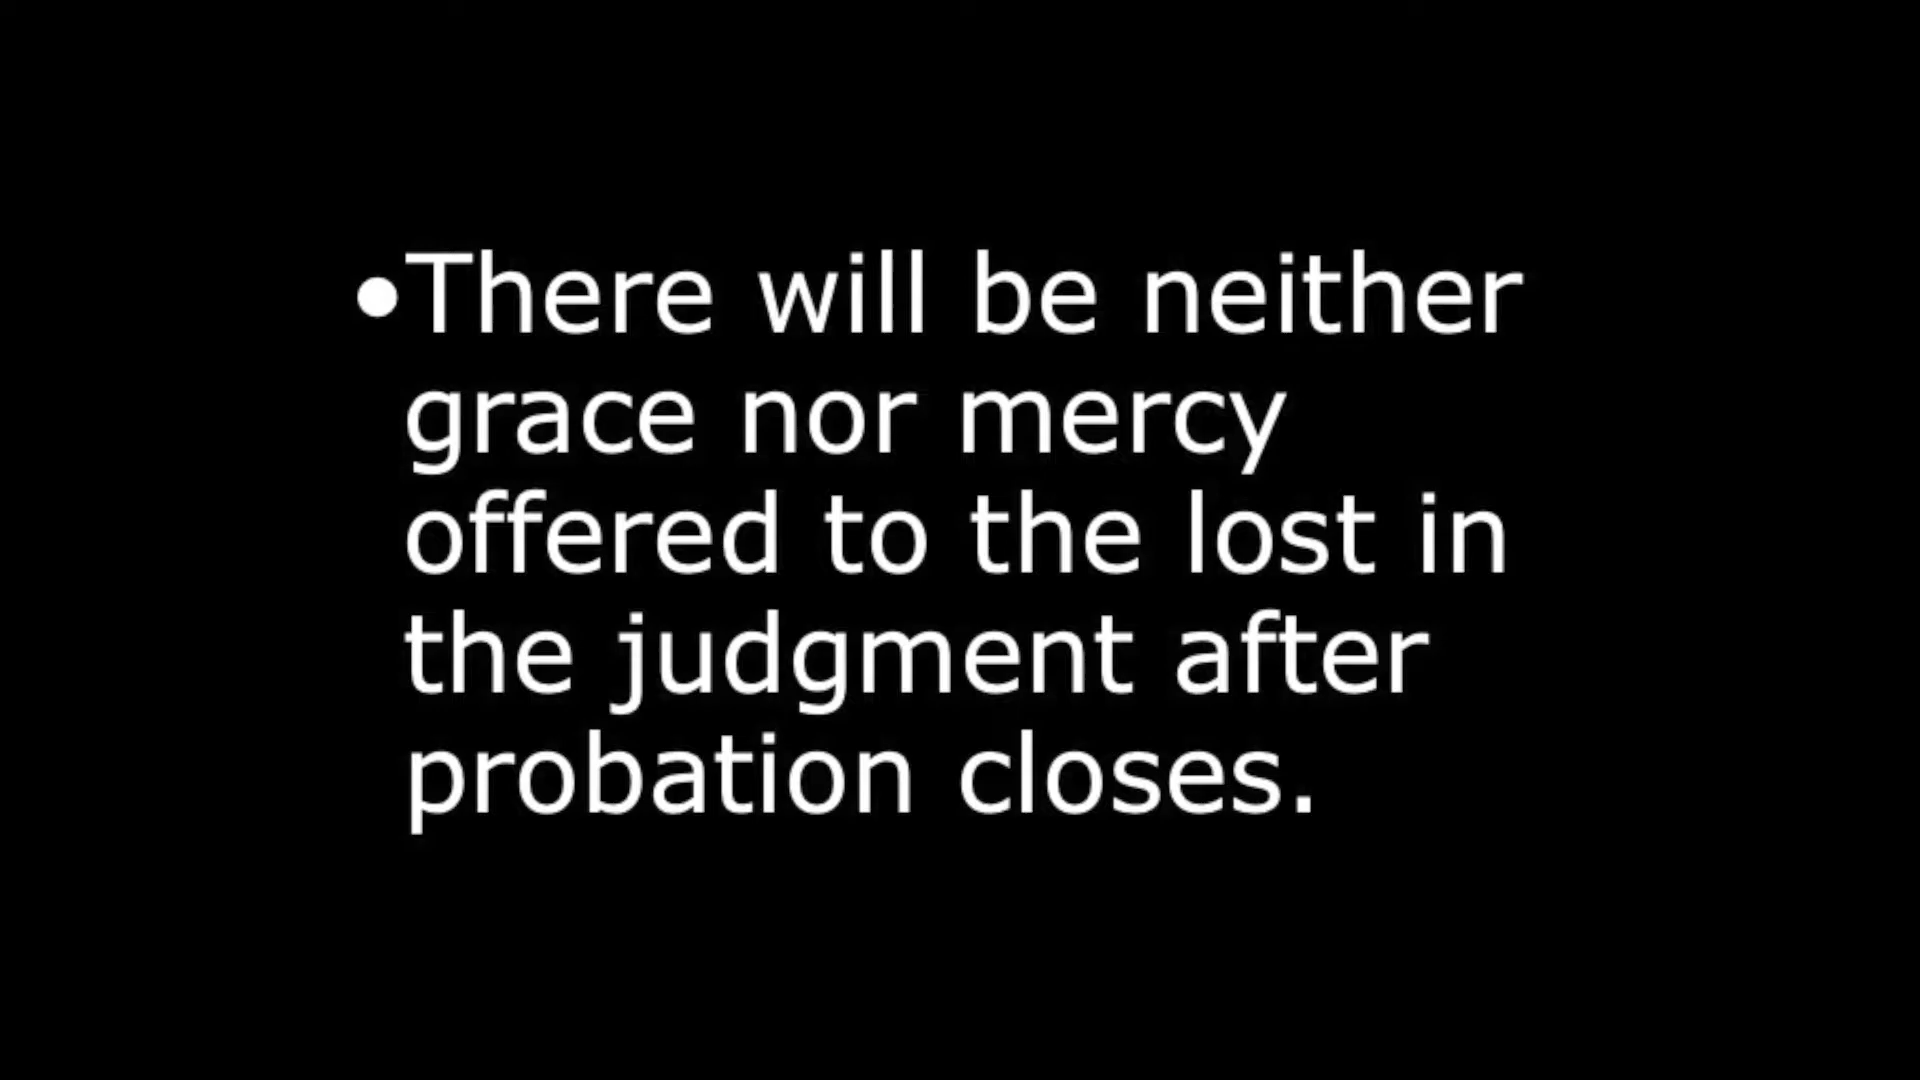 •There will be neither
grace nor mercy
offered to the lost in
the judgment after
probation closes.